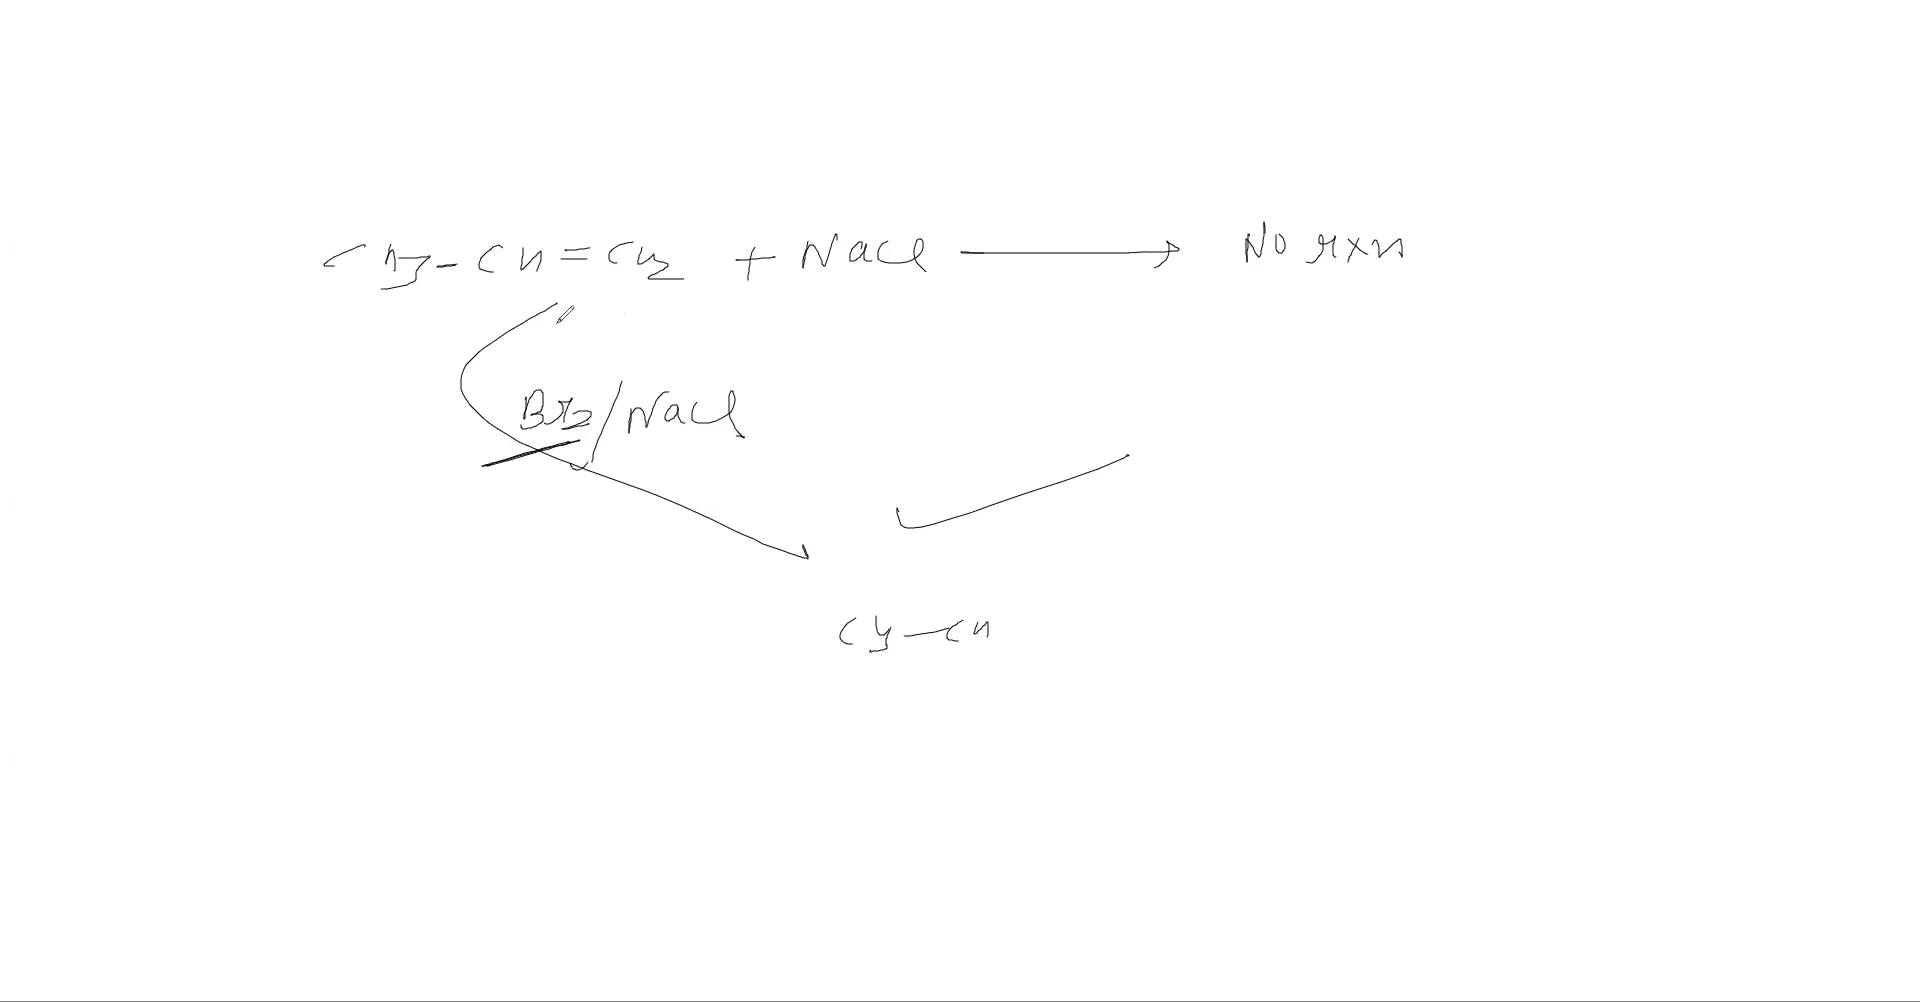 CH3-CH=CH2 + NaCl → No rxn
Br2/NaCl
CH3-CH